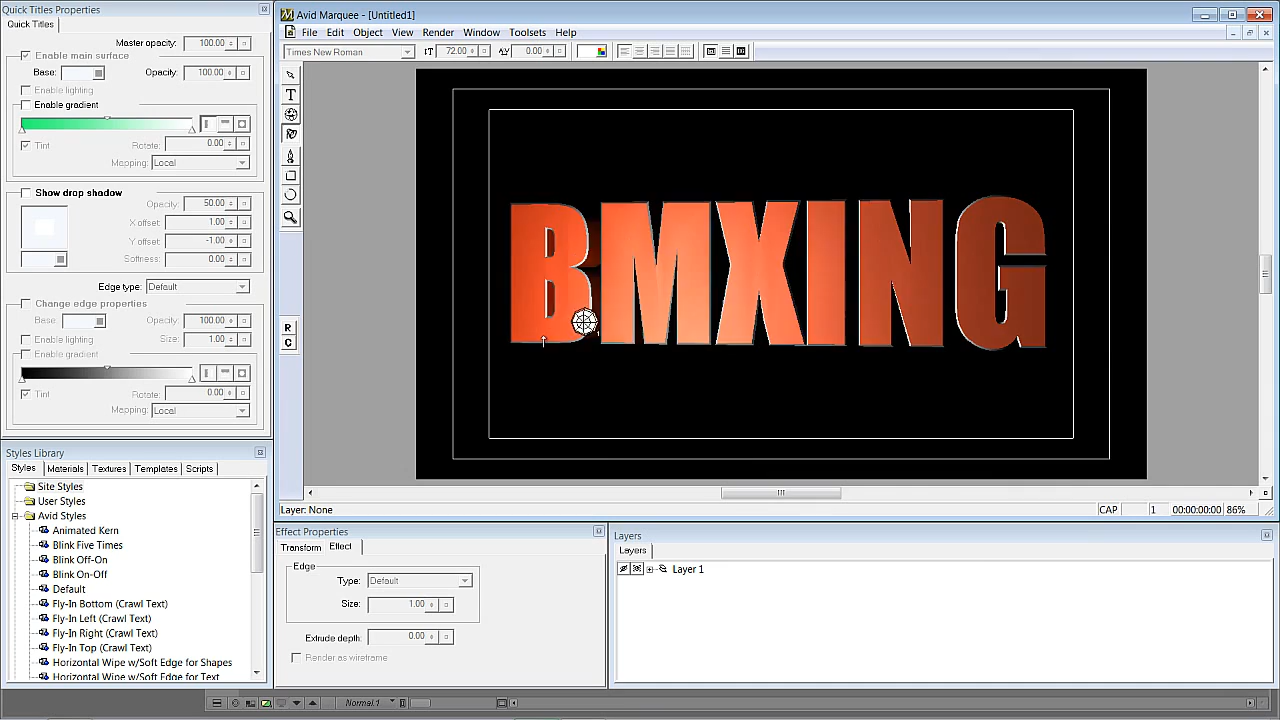 Quick Titles Properties
Quick Titles
Master opacity: 100.00
Enable main surface
Base: Opacity: 100.00
Enable lighting
Enable gradient
Tint Rotate: 0.00
Mapping: Local
Show drop shadow
Opacity: 50.00
X offset: 1.00
Y offset: -1.00
Softness: 0.00
Edge type: Default
Change edge properties
Base: Opacity: 100.00
Enable lighting Size: 1.00
Enable gradient
Tint Rotate: 0.00
Mapping: Local
Styles Library
Styles Materials Textures Templates Scripts
Site Styles
User Styles
Avid Styles
Animated Kern
Blink Five Times
Blink Off-On
Blink On-Off
Default
Fly-In Bottom (Crawl Text)
Fly-In Left (Crawl Text)
Fly-In Right (Crawl Text)
Fly-In Top (Crawl Text)
Horizontal Wipe w/Soft Edge for Shapes
Horizontal Wipe w/Soft Edge for Text
Avid Marquee - [Untitled1]
File Edit Object View Render Window Toolsets Help
Times New Roman 72.00 0.00
T
R
C
BMXING
Layer: None CAP 1 00:00:00:00 86%
Effect Properties
Transform Effect
Edge
Type: Default
Size: 1.00
Extrude depth: 0.00
Render as wireframe
Layers
Layers
Layer 1
Normal.1